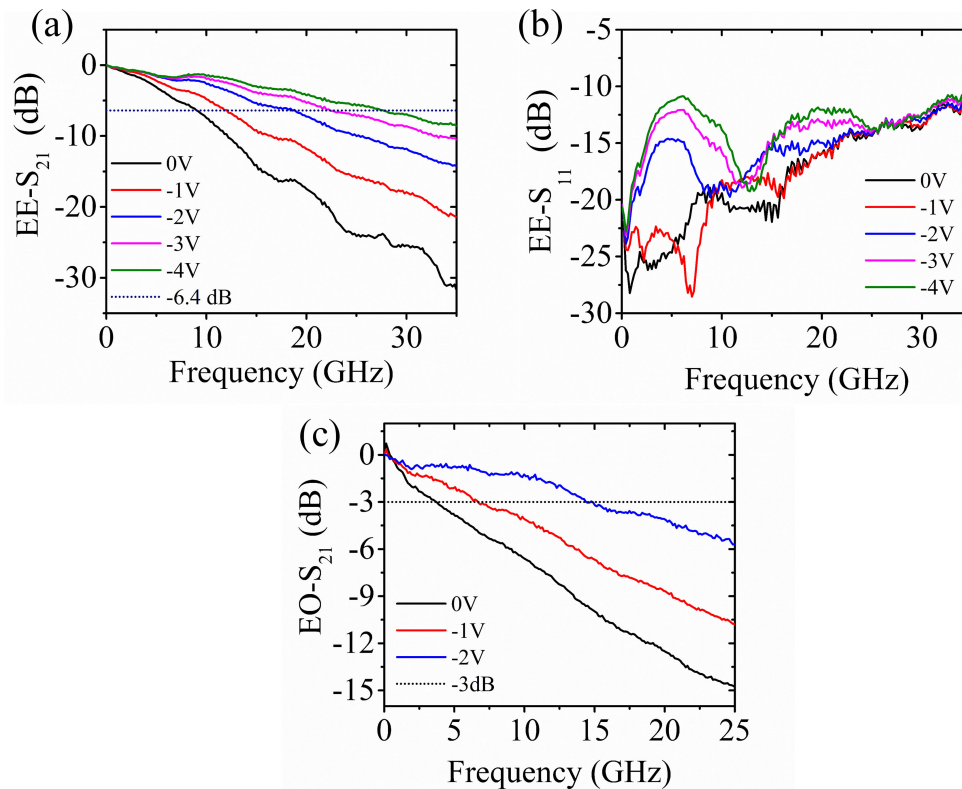 (a)
0
-10
-20
-30
EE-S21 (dB)
0V
-1V
-2V
-3V
-4V
-6.4 dB
0 10 20 30
Frequency (GHz)
(b)
-5
-10
-15
-20
-25
-30
EE-S11 (dB)
0V
-1V
-2V
-3V
-4V
0 10 20 30
Frequency (GHz)
(c)
0
-3
-6
-9
-12
-15
EO-S21 (dB)
0V
-1V
-2V
-3dB
0 5 10 15 20 25
Frequency (GHz)